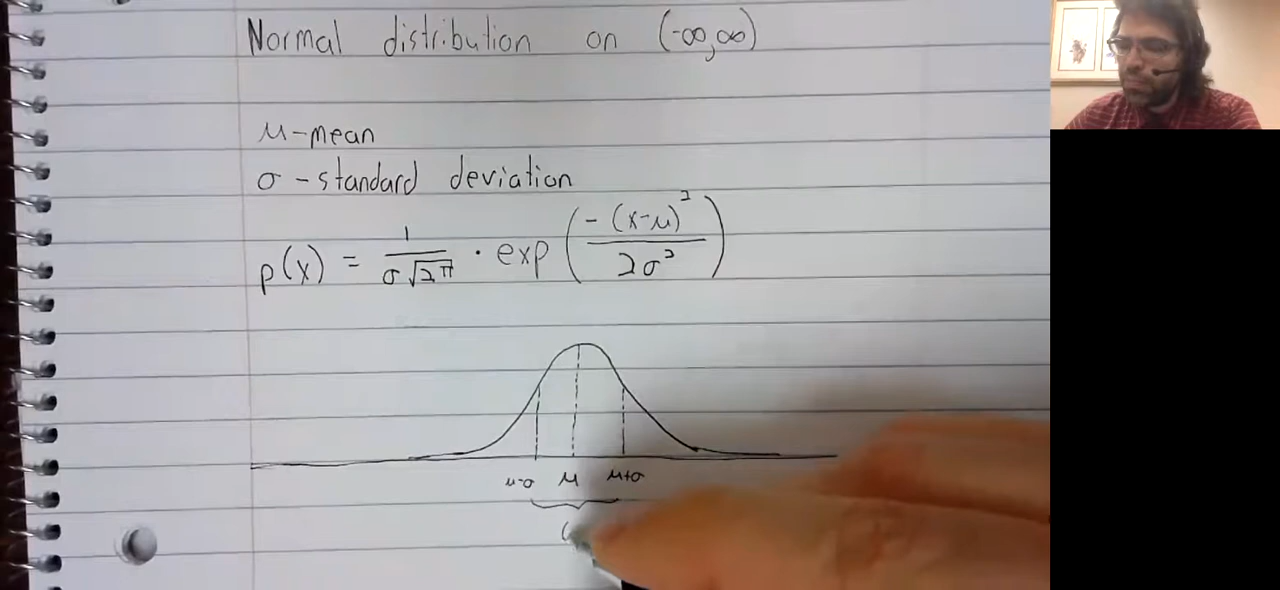 Normal distribution on (-∞,∞)
μ-mean
σ-standard deviation
p(x) = 1/(σ√2π) · exp(-(x-μ)²/2σ²)
μ-σ μ μ+σ